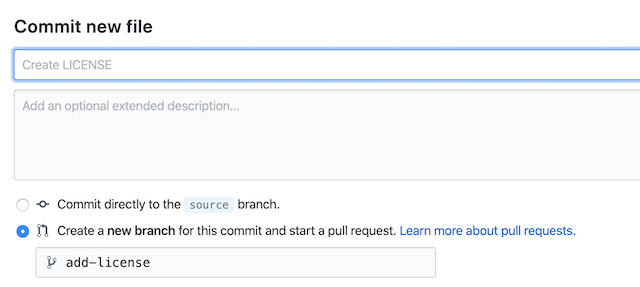 Commit new file
Create LICENSE
Add an optional extended description...
Commit directly to the source branch.
Create a new branch for this commit and start a pull request. Learn more about pull requests.
add-license